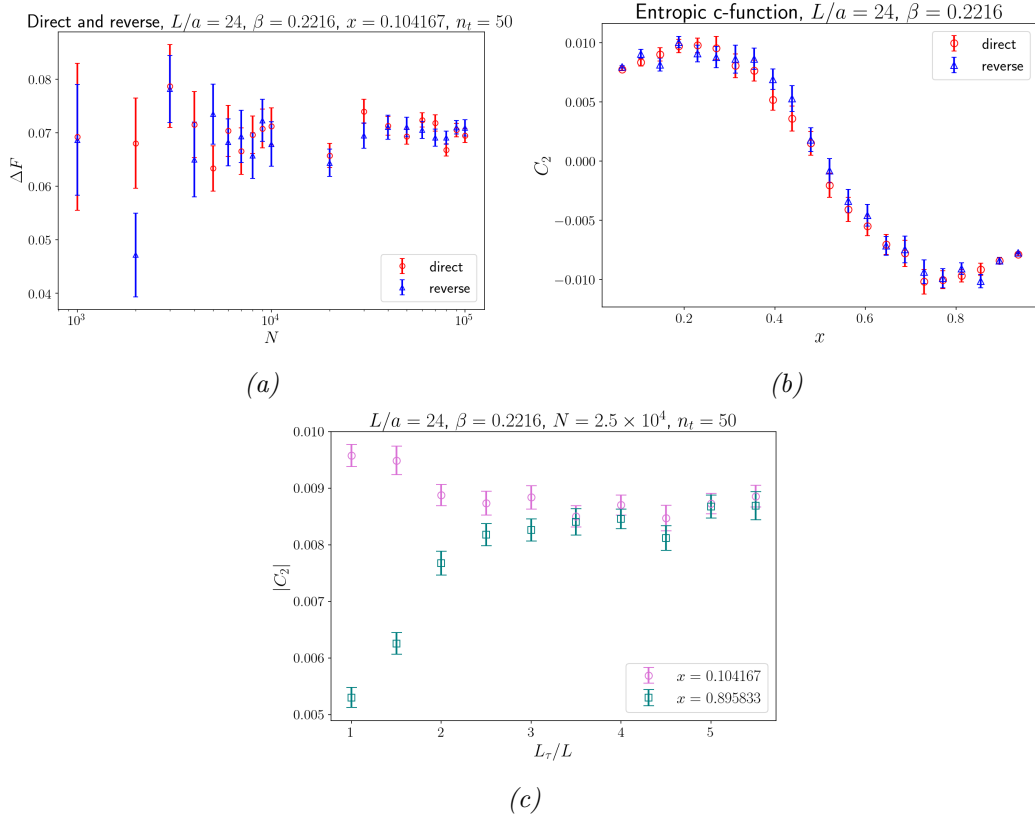 Direct and reverse, L/a = 24, β = 0.2216, x = 0.104167, n_t = 50
0.08
0.07
0.06
0.05
0.04
ΔF
10^3
10^4
10^5
N
direct
reverse
(a)
Entropic c-function, L/a = 24, β = 0.2216
0.010
0.005
0.000
−0.005
−0.010
C_2
0.2
0.4
0.6
0.8
x
direct
reverse
(b)
L/a = 24, β = 0.2216, N = 2.5 × 10^4, n_t = 50
0.010
0.009
0.008
0.007
0.006
0.005
|C_2|
1
2
3
4
5
L_τ/L
x = 0.104167
x = 0.895833
(c)